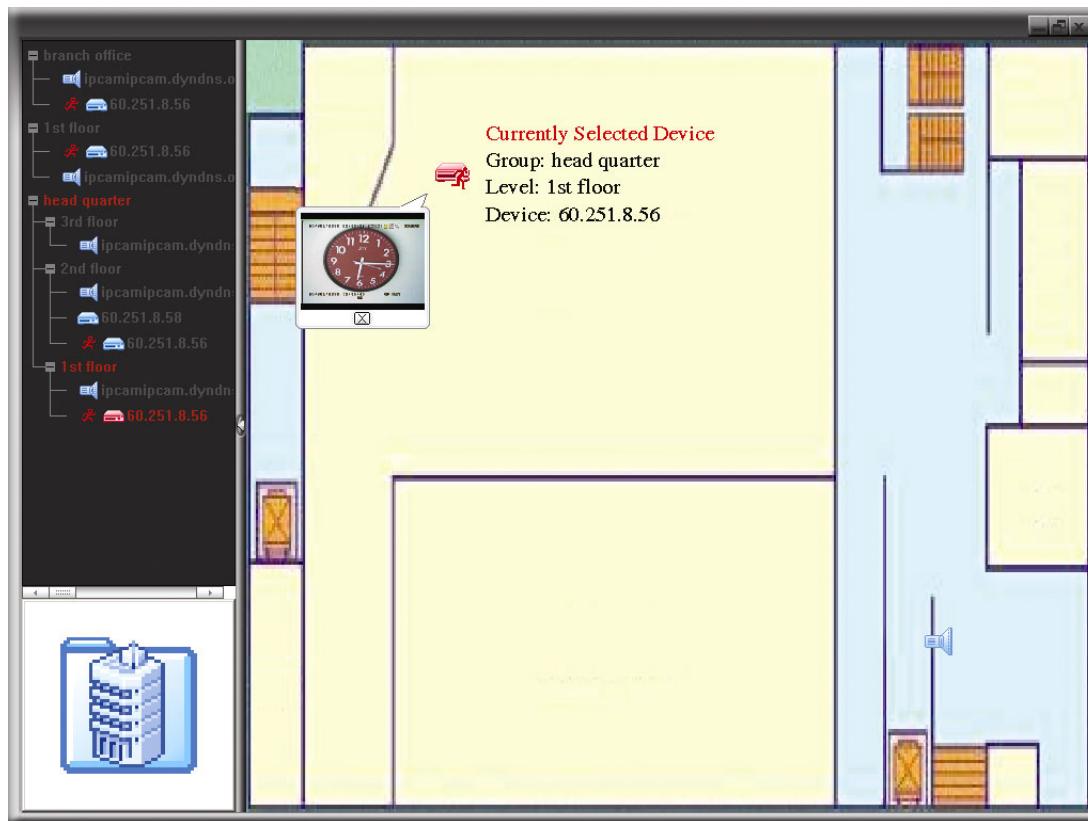 branch office
ipcamipcam.dyndns.o
60.251.8.56
1st floor
60.251.8.56
ipcamipcam.dyndns.o
head quarter
3rd floor
ipcamipcam.dyndn
2nd floor
ipcamipcam.dyndn
60.251.8.58
60.251.8.56
1st floor
ipcamipcam.dyndn
60.251.8.56
Currently Selected Device
Group: head quarter
Level: 1st floor
Device: 60.251.8.56
11 12 1
10 2
9 3
8 4
7 6 5